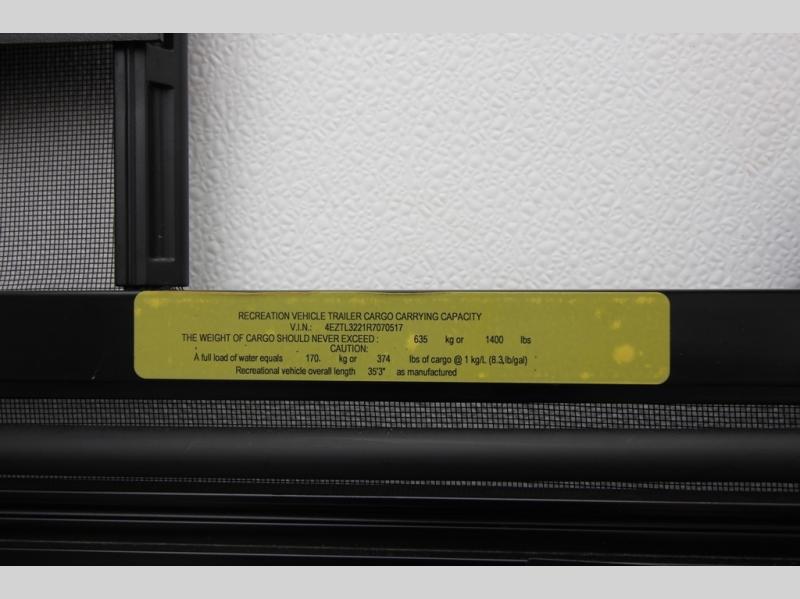 RECREATION VEHICLE TRAILER CARGO CARRYING CAPACITY
V.I.N.: 4EZTL3221R7070517
THE WEIGHT OF CARGO SHOULD NEVER EXCEED: 635 kg or 1400 lbs
CAUTION:
A full load of water equals 170. kg or 374 lbs of cargo @ 1 kg/L (8.3 lb/gal)
Recreational vehicle overall length 35'3" as manufactured